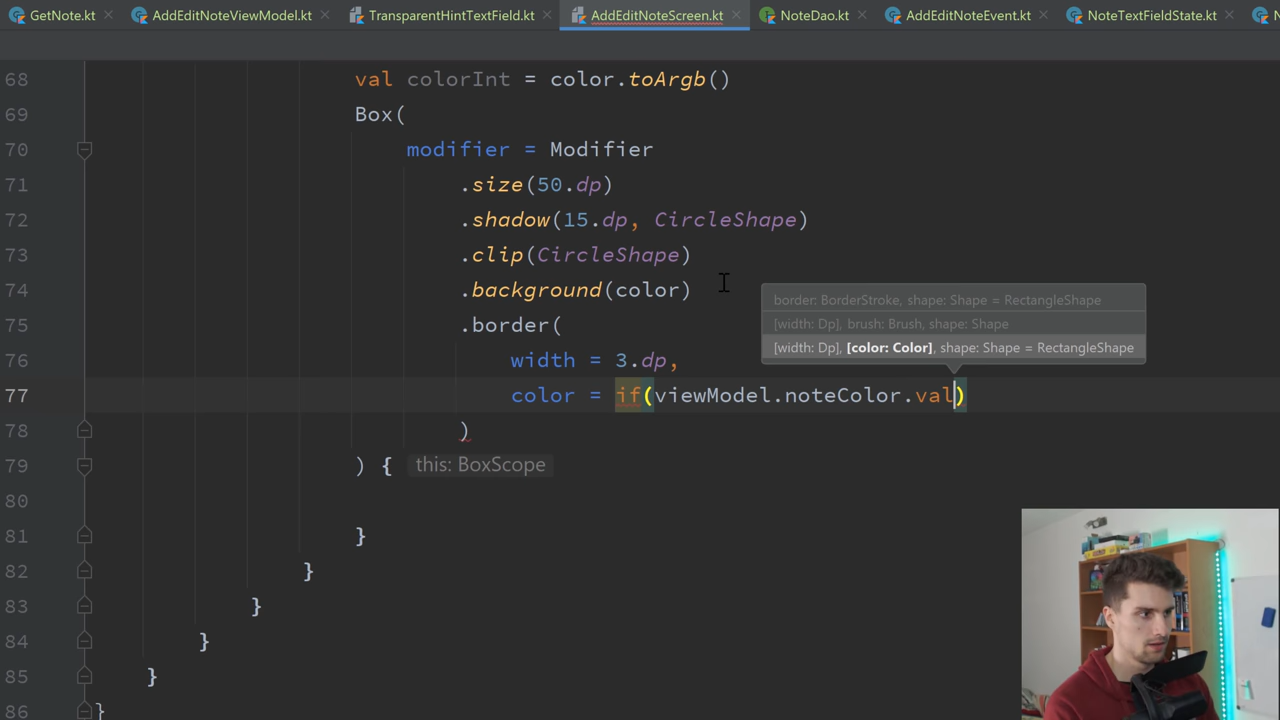 GetNote.kt AddEditNoteViewModel.kt TransparentHintTextField.kt AddEditNoteScreen.kt NoteDao.kt AddEditNoteEvent.kt NoteTextFieldState.kt
68 val colorInt = color.toArgb()
69 Box(
70 modifier = Modifier
71 .size(50.dp)
72 .shadow(15.dp, CircleShape)
73 .clip(CircleShape)
74 .background(color)
border: BorderStroke, shape: Shape = RectangleShape
75 .border(
[width: Dp], brush: Brush, shape: Shape
[width: Dp], [color: Color], shape: Shape = RectangleShape
76 width = 3.dp,
77 color = if(viewModel.noteColor.val)
78 )
79 ) { this: BoxScope
80
81 }
82 }
83 }
84 }
85 }
86 }